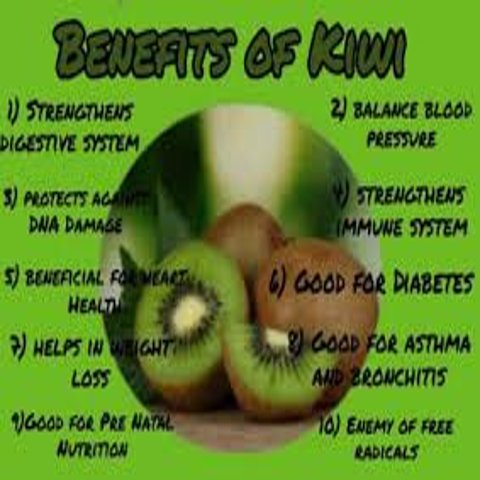 Benefits of Kiwi
1) Strengthens
digestive system
2) balance blood
pressure
3) protects against
DNA Damage
4) strengthens
immune system
5) beneficial for heart
Health
6) Good for Diabetes
7) helps in weight
loss
8) Good for asthma
and bronchitis
9)Good for Pre Natal
Nutrition
10) Enemy of free
radicals